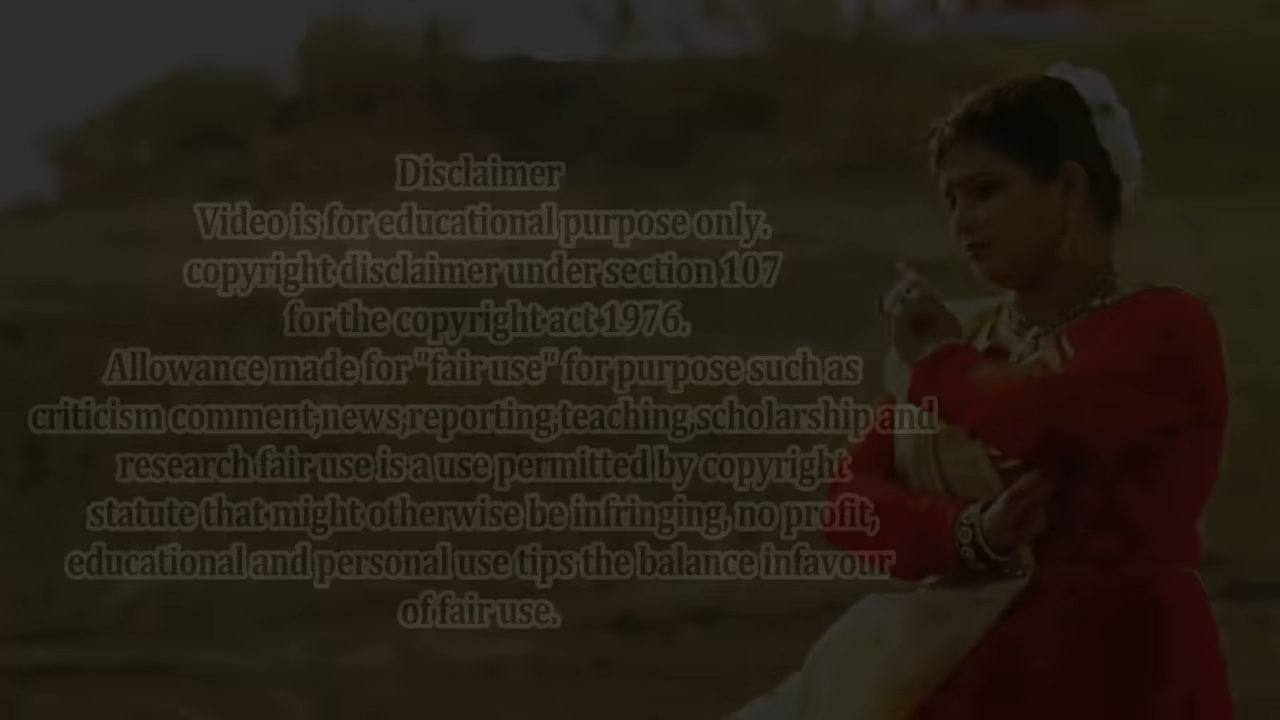 Disclaimer
Video is for educational purpose only.
copyright disclaimer under section 107
for the copyright act 1976.
Allowance made for "fair use" for purpose such as
criticism comment,news,reporting,teaching,scholarship and
research fair use is a use permitted by copyright
statute that might otherwise be infringing, no profit,
educational and personal use tips the balance infavour
of fair use.